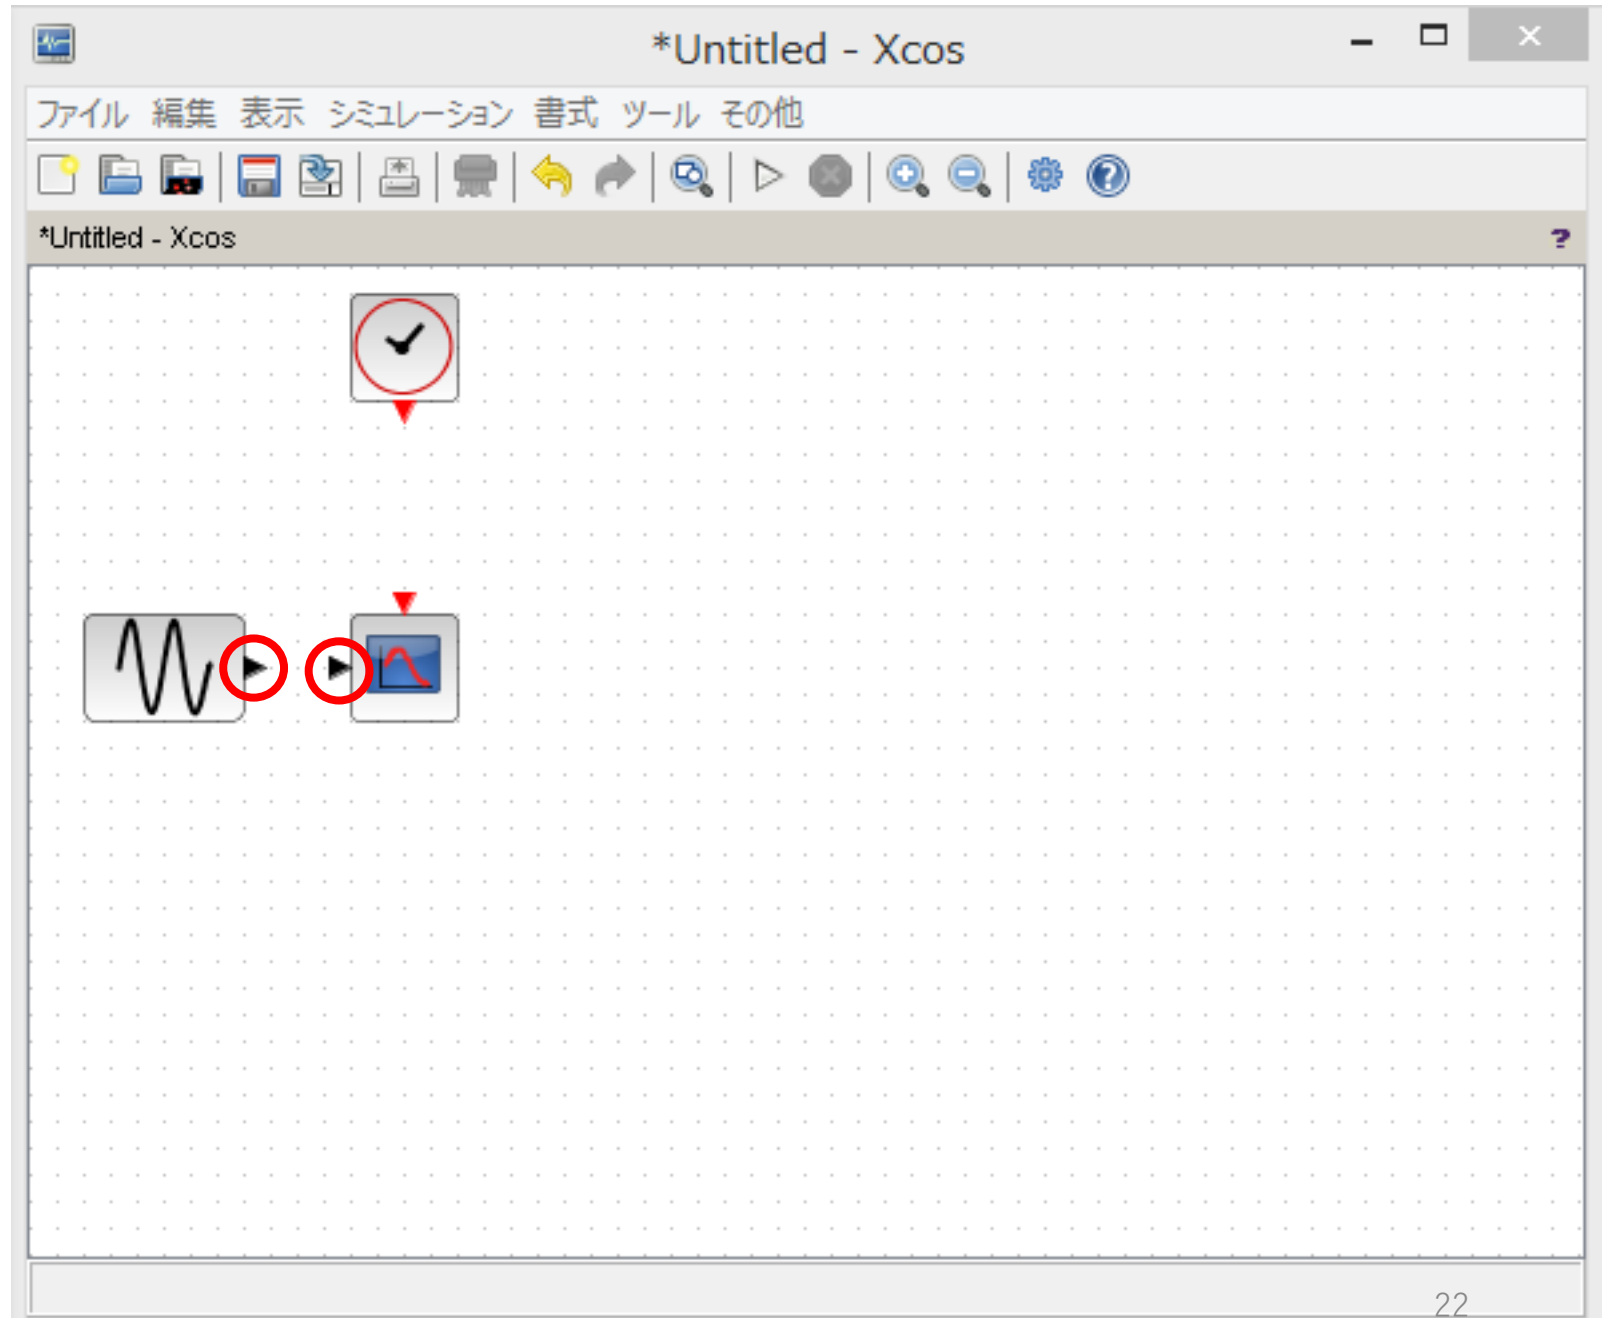 *Untitled - Xcos
ファイル 編集 表示 シミュレーション 書式 ツール その他
*Untitled - Xcos
?
22